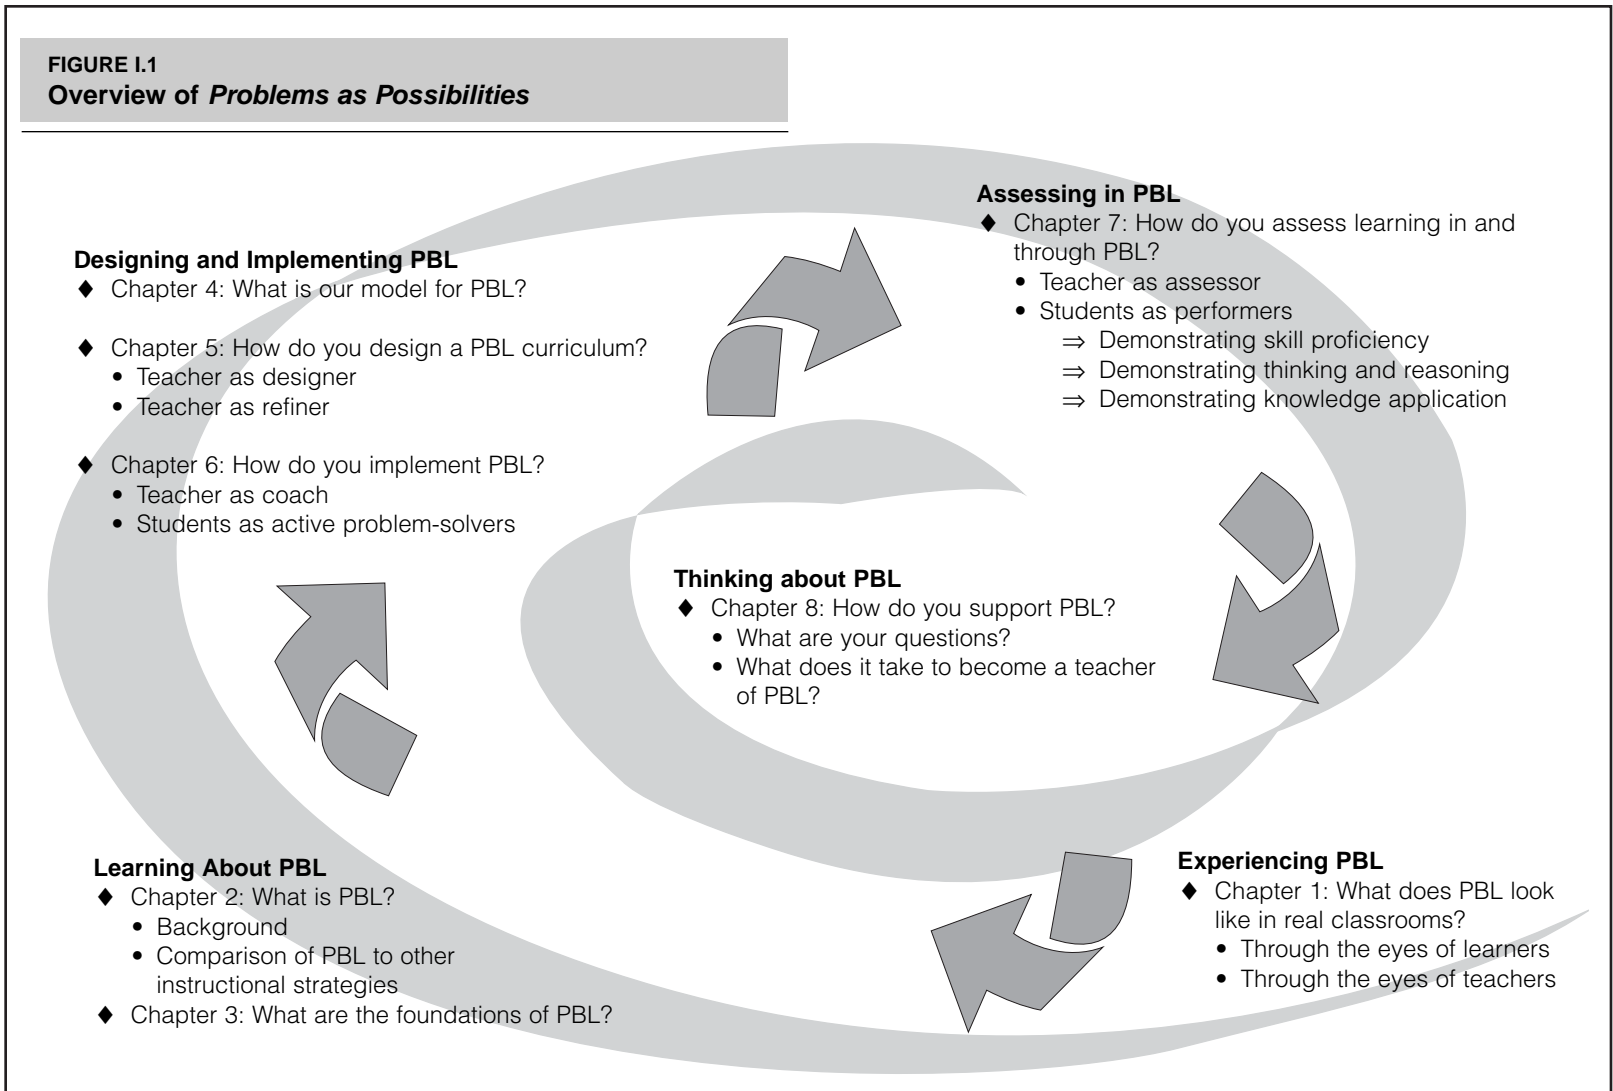 FIGURE I.1
Overview of Problems as Possibilities
Designing and Implementing PBL
♦ Chapter 4: What is our model for PBL?
♦ Chapter 5: How do you design a PBL curriculum?
• Teacher as designer
• Teacher as refiner
♦ Chapter 6: How do you implement PBL?
• Teacher as coach
• Students as active problem-solvers
Assessing in PBL
♦ Chapter 7: How do you assess learning in and
through PBL?
• Teacher as assessor
• Students as performers
⇒ Demonstrating skill proficiency
⇒ Demonstrating thinking and reasoning
⇒ Demonstrating knowledge application
Thinking about PBL
♦ Chapter 8: How do you support PBL?
• What are your questions?
• What does it take to become a teacher
of PBL?
Learning About PBL
♦ Chapter 2: What is PBL?
• Background
• Comparison of PBL to other
instructional strategies
♦ Chapter 3: What are the foundations of PBL?
Experiencing PBL
♦ Chapter 1: What does PBL look
like in real classrooms?
• Through the eyes of learners
• Through the eyes of teachers